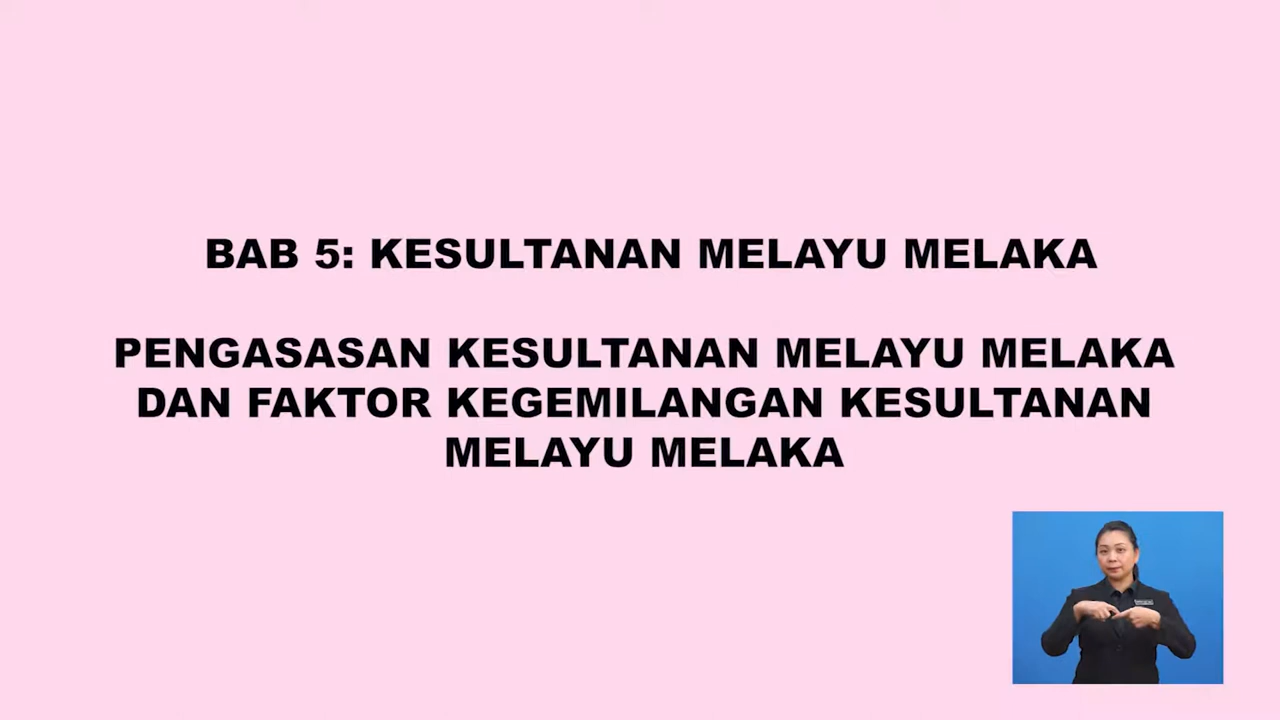 BAB 5: KESULTANAN MELAYU MELAKA
PENGASASAN KESULTANAN MELAYU MELAKA
DAN FAKTOR KEGEMILANGAN KESULTANAN
MELAYU MELAKA